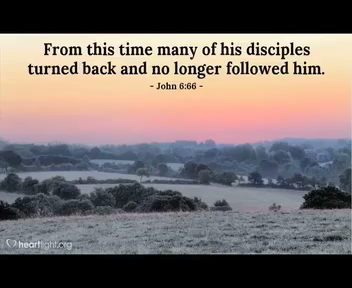 From this time many of his disciples
turned back and no longer followed him.
- John 6:66 -
heartlight.org